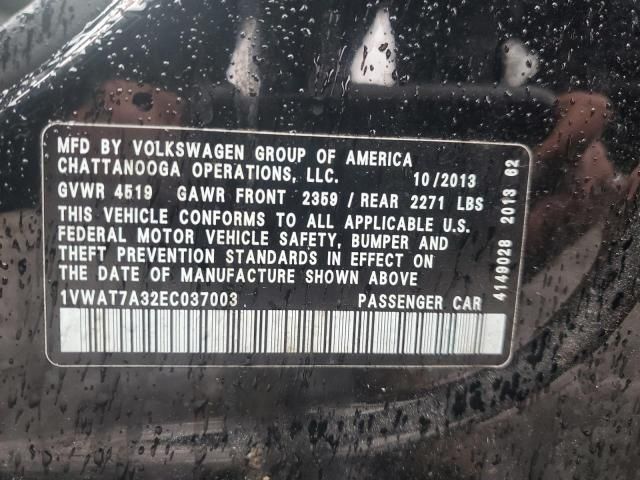 MFD BY VOLKSWAGEN GROUP OF AMERICA
CHATTANOOGA OPERATIONS, LLC. 10/2013
GVWR 4519 GAWR FRONT 2359 / REAR 2271 LBS
THIS VEHICLE CONFORMS TO ALL APPLICABLE U.S.
FEDERAL MOTOR VEHICLE SAFETY, BUMPER AND
THEFT PREVENTION STANDARDS IN EFFECT ON
THE DATE OF MANUFACTURE SHOWN ABOVE
1VWAT7A32EC037003 PASSENGER CAR
4149028 2013 62